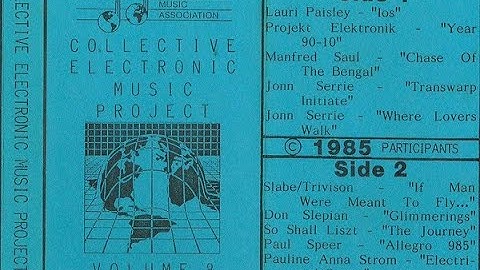 ECTIVE ELECTRONIC MUSIC PROJECT
MUSIC
ASSOCIATION
COLLECTIVE
ELECTRONIC
MUSIC
PROJECT
VOLUME
Lauri Paisley - "Ios"
Projekt Elektronik - "Year
90-10"
Manfred Saul - "Chase Of
The Bengal"
Jonn Serrie - "Transwarp
Initiate"
Jonn Serrie - "Where Lovers
Walk"
© 1985 PARTICIPANTS
Side 2
Slabe/Trivison - "If Man
Were Meant To Fly..."
Don Slepian - "Glimmerings"
So Shall Liszt - "The Journey"
Paul Speer - "Allegro 985"
Pauline Anna Strom - "Electri-